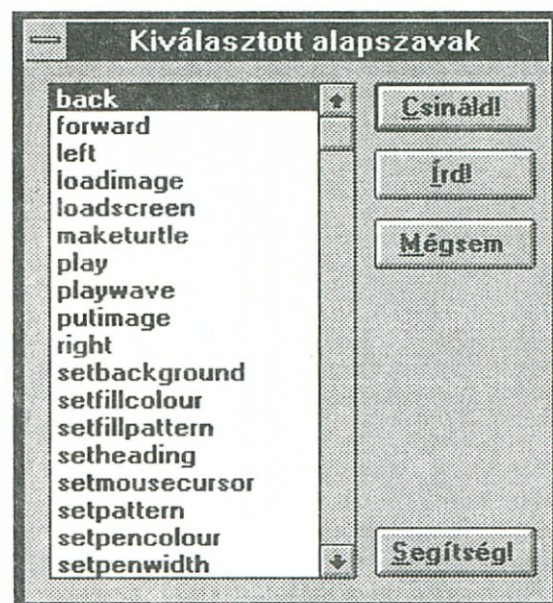 Kiválasztott alapszavak
back
forward
left
loadimage
loadscreen
maketurtle
play
playwave
putimage
right
setbackground
setfillcolour
setfillpattern
setheading
setmousecursor
setpattern
setpencolour
setpenwidth
Csináld!
Írd!
Mégsem
Segítség!